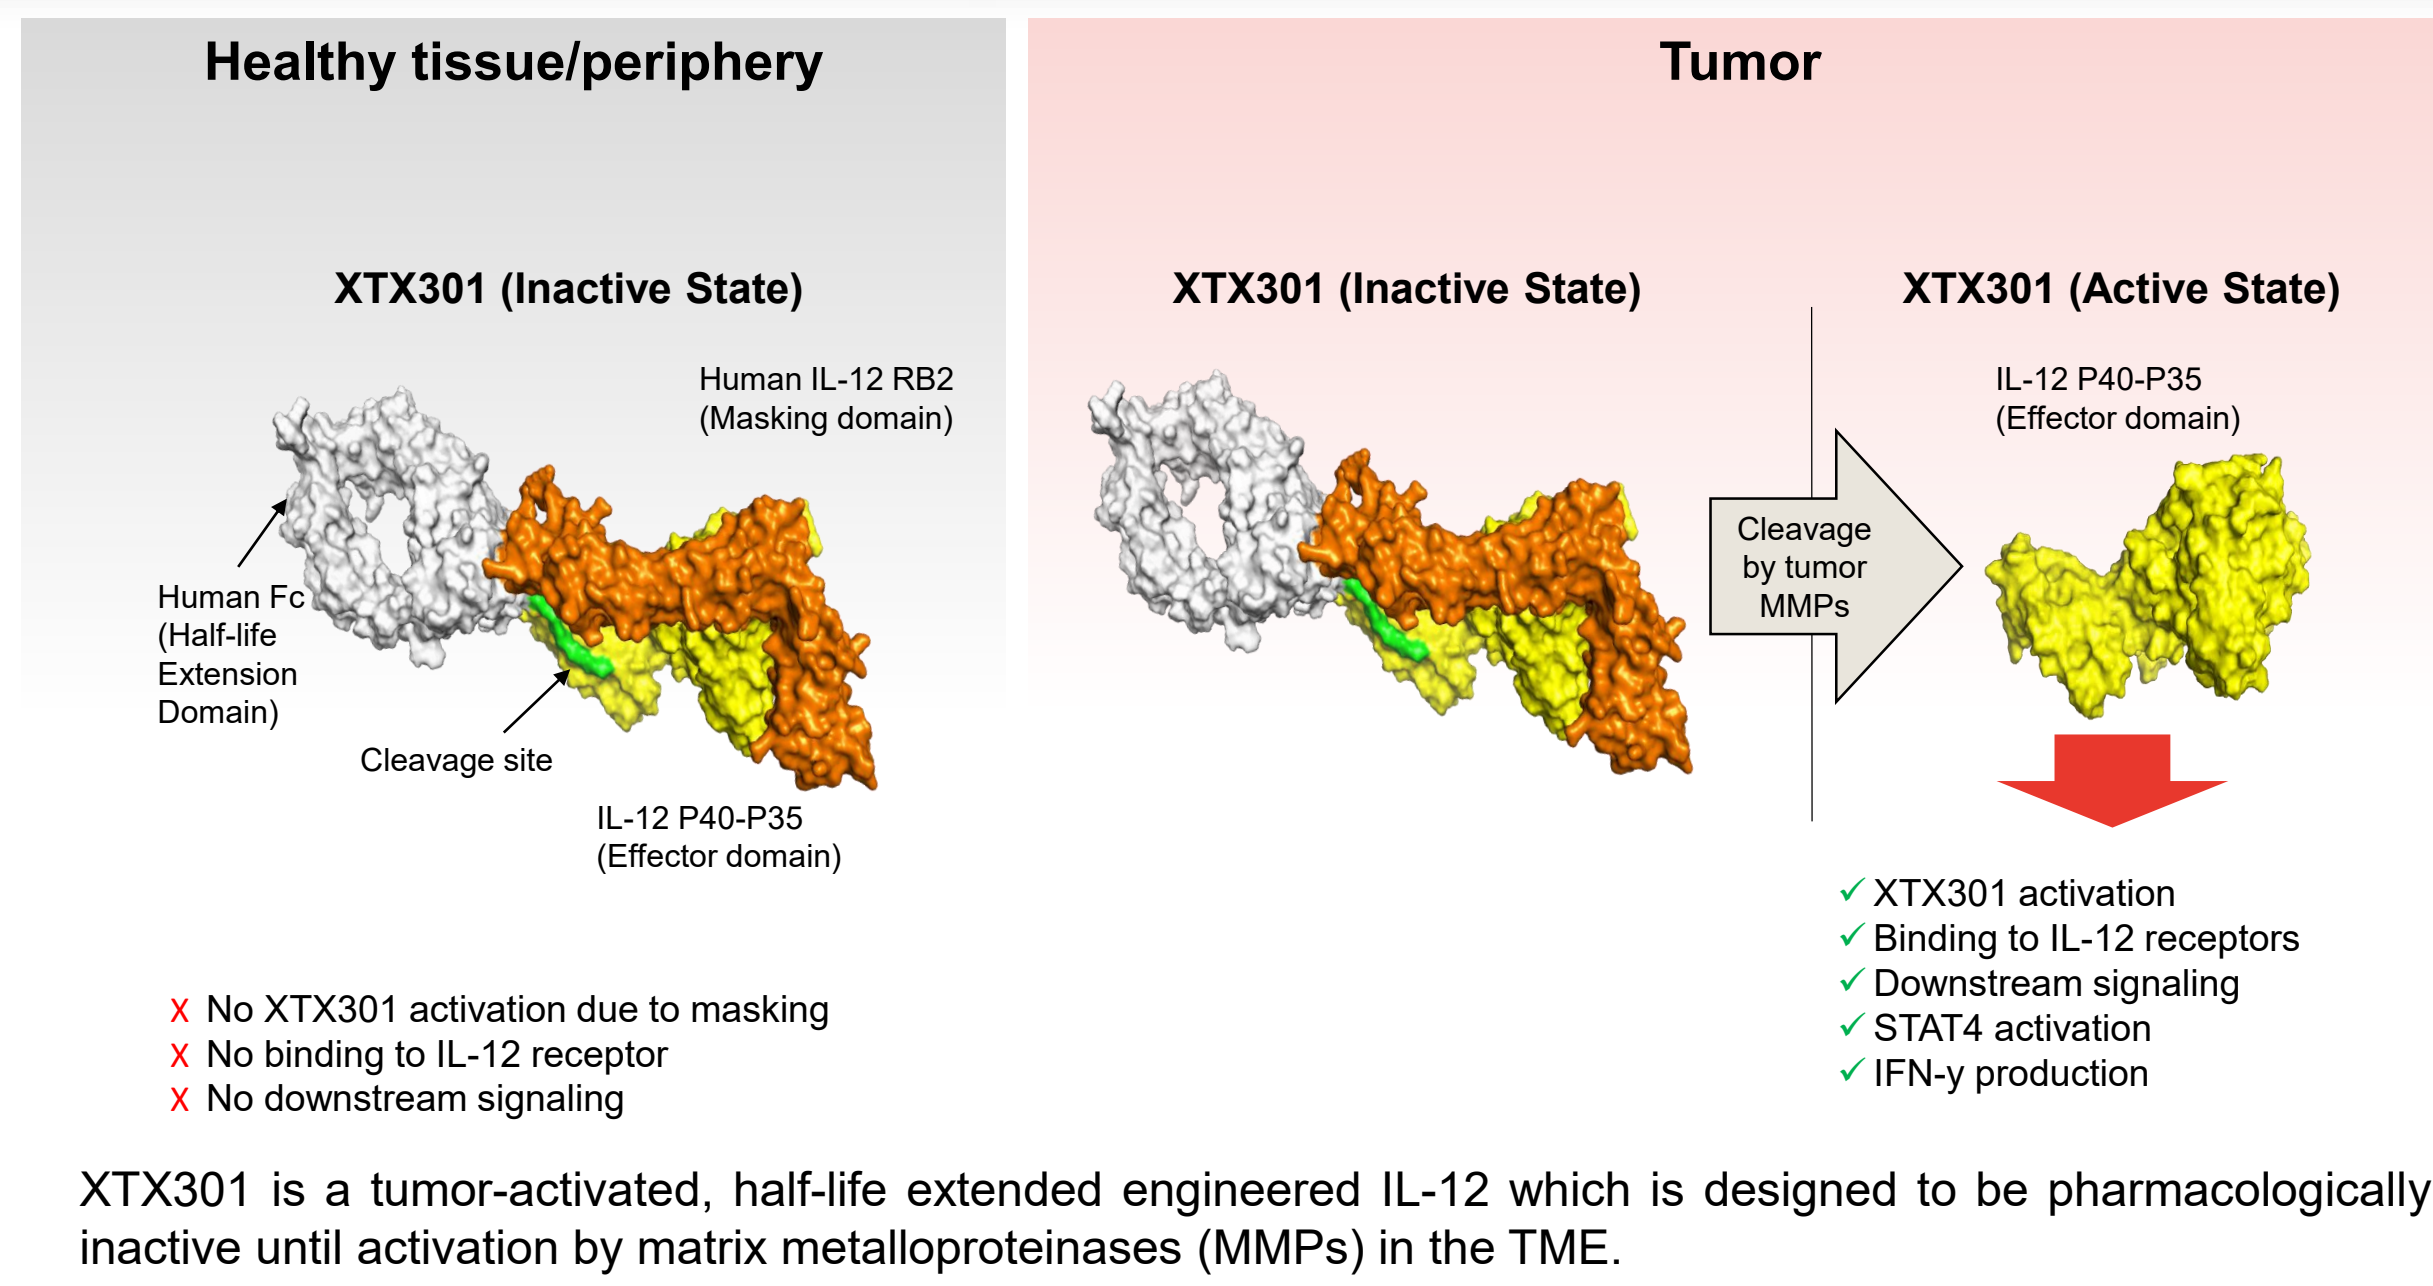 Healthy tissue/periphery
XTX301 (Inactive State)
Human IL-12 RB2
(Masking domain)
Human Fc
(Half-life
Extension
Domain)
Cleavage site
IL-12 P40-P35
(Effector domain)
X No XTX301 activation due to masking
X No binding to IL-12 receptor
X No downstream signaling
Tumor
XTX301 (Inactive State)
Cleavage
by tumor
MMPs
XTX301 (Active State)
IL-12 P40-P35
(Effector domain)
✓ XTX301 activation
✓ Binding to IL-12 receptors
✓ Downstream signaling
✓ STAT4 activation
✓ IFN-y production
XTX301 is a tumor-activated, half-life extended engineered IL-12 which is designed to be pharmacologically
inactive until activation by matrix metalloproteinases (MMPs) in the TME.